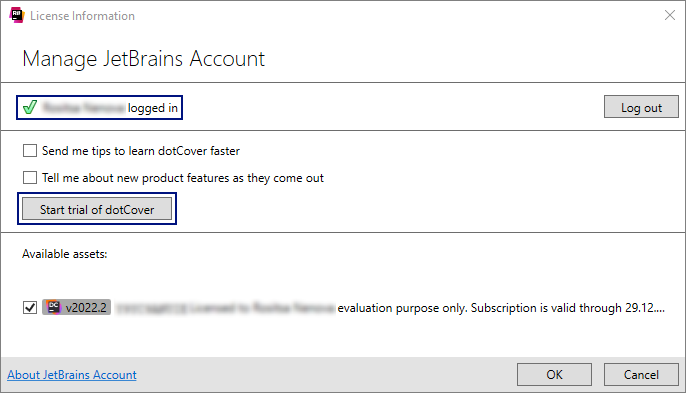 License Information
Manage JetBrains Account
logged in
Log out
Send me tips to learn dotCover faster
Tell me about new product features as they come out
Start trial of dotCover
Available assets:
DC v2022.2 evaluation purpose only. Subscription is valid through 29.12....
About JetBrains Account
OK
Cancel